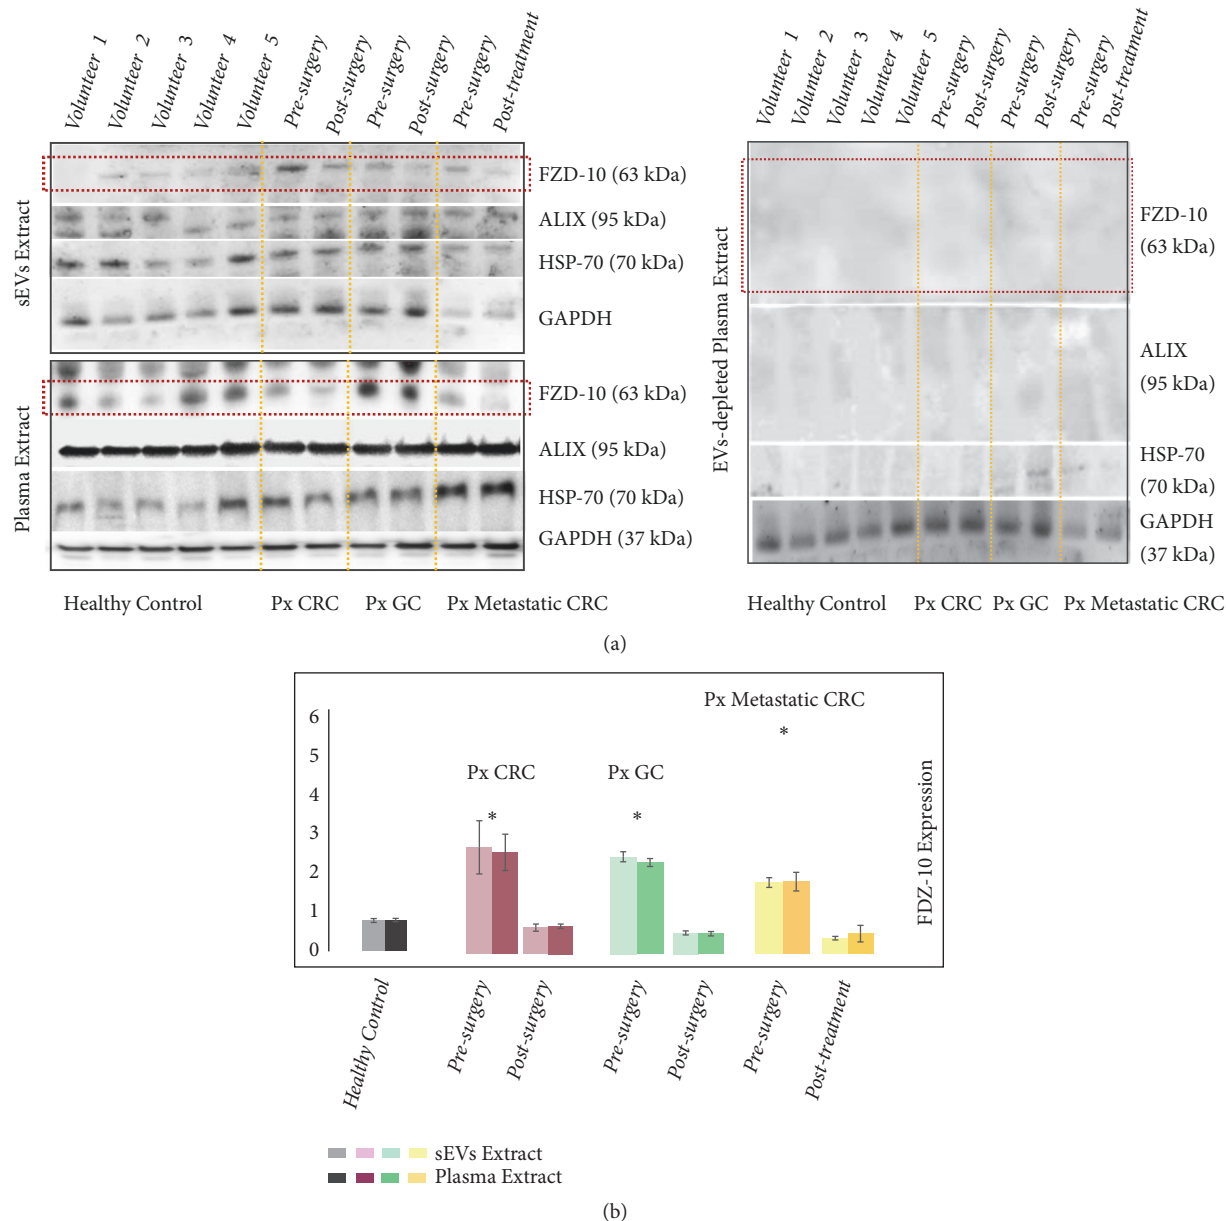 Volunteer 1
Volunteer 2
Volunteer 3
Volunteer 4
Volunteer 5
Pre-surgery
Post-surgery
Pre-surgery
Post-surgery
Pre-surgery
Post-treatment
sEVs Extract
FZD-10 (63 kDa)
ALIX (95 kDa)
HSP-70 (70 kDa)
GAPDH
Plasma Extract
FZD-10 (63 kDa)
ALIX (95 kDa)
HSP-70 (70 kDa)
GAPDH (37 kDa)
Healthy Control
Px CRC
Px GC
Px Metastatic CRC
Volunteer 1
Volunteer 2
Volunteer 3
Volunteer 4
Volunteer 5
Pre-surgery
Post-surgery
Pre-surgery
Post-surgery
Pre-surgery
Post-treatment
EVs-depleted Plasma Extract
FZD-10
(63 kDa)
ALIX
(95 kDa)
HSP-70
(70 kDa)
GAPDH
(37 kDa)
Healthy Control
Px CRC
Px GC
Px Metastatic CRC
(a)
6
5
4
3
2
1
0
Px CRC
*
Px GC
*
Px Metastatic CRC
*
FDZ-10 Expression
Healthy Control
Pre-surgery
Post-surgery
Pre-surgery
Post-surgery
Pre-surgery
Post-treatment
sEVs Extract
Plasma Extract
(b)